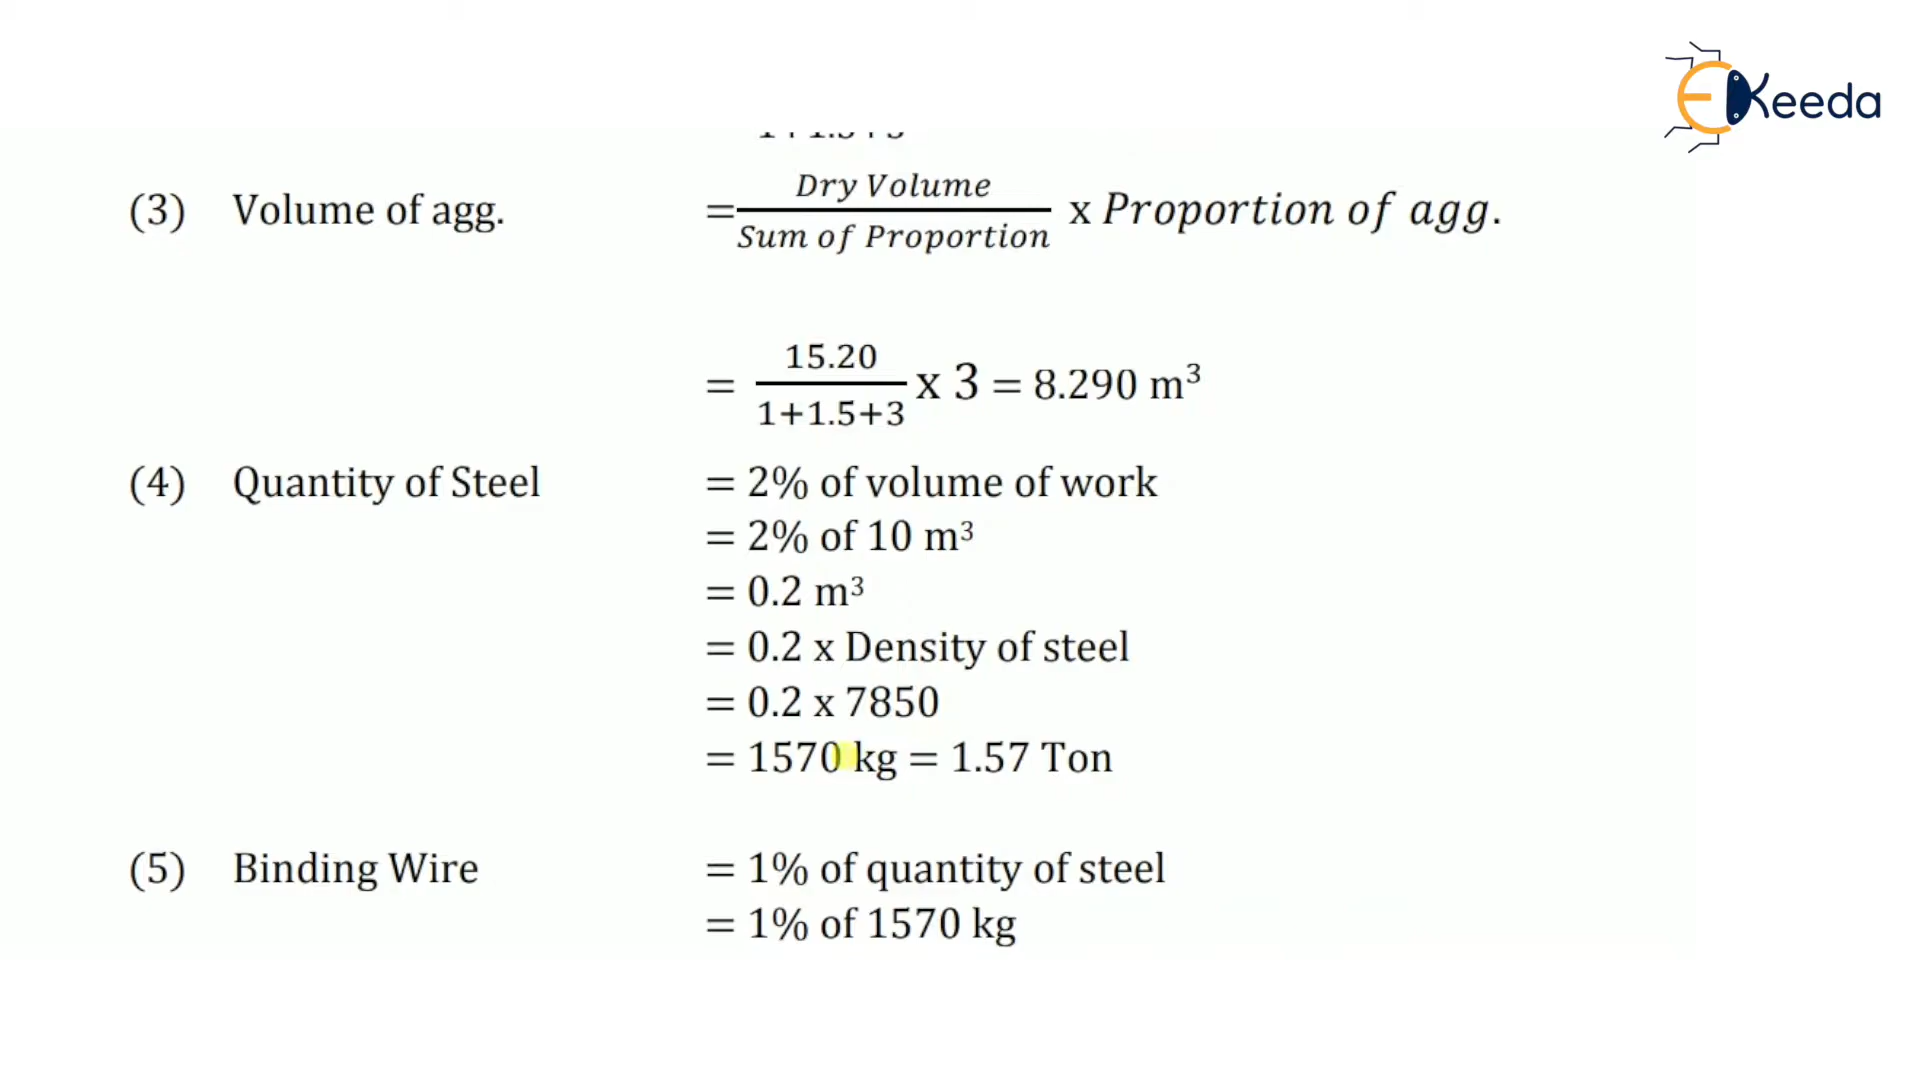 EKeeda
(3) Volume of agg. = Dry Volume / Sum of Proportion x Proportion of agg.
= 15.20 / 1+1.5+3 x 3 = 8.290 m³
(4) Quantity of Steel = 2% of volume of work
= 2% of 10 m³
= 0.2 m³
= 0.2 x Density of steel
= 0.2 x 7850
= 1570 kg = 1.57 Ton
(5) Binding Wire = 1% of quantity of steel
= 1% of 1570 kg